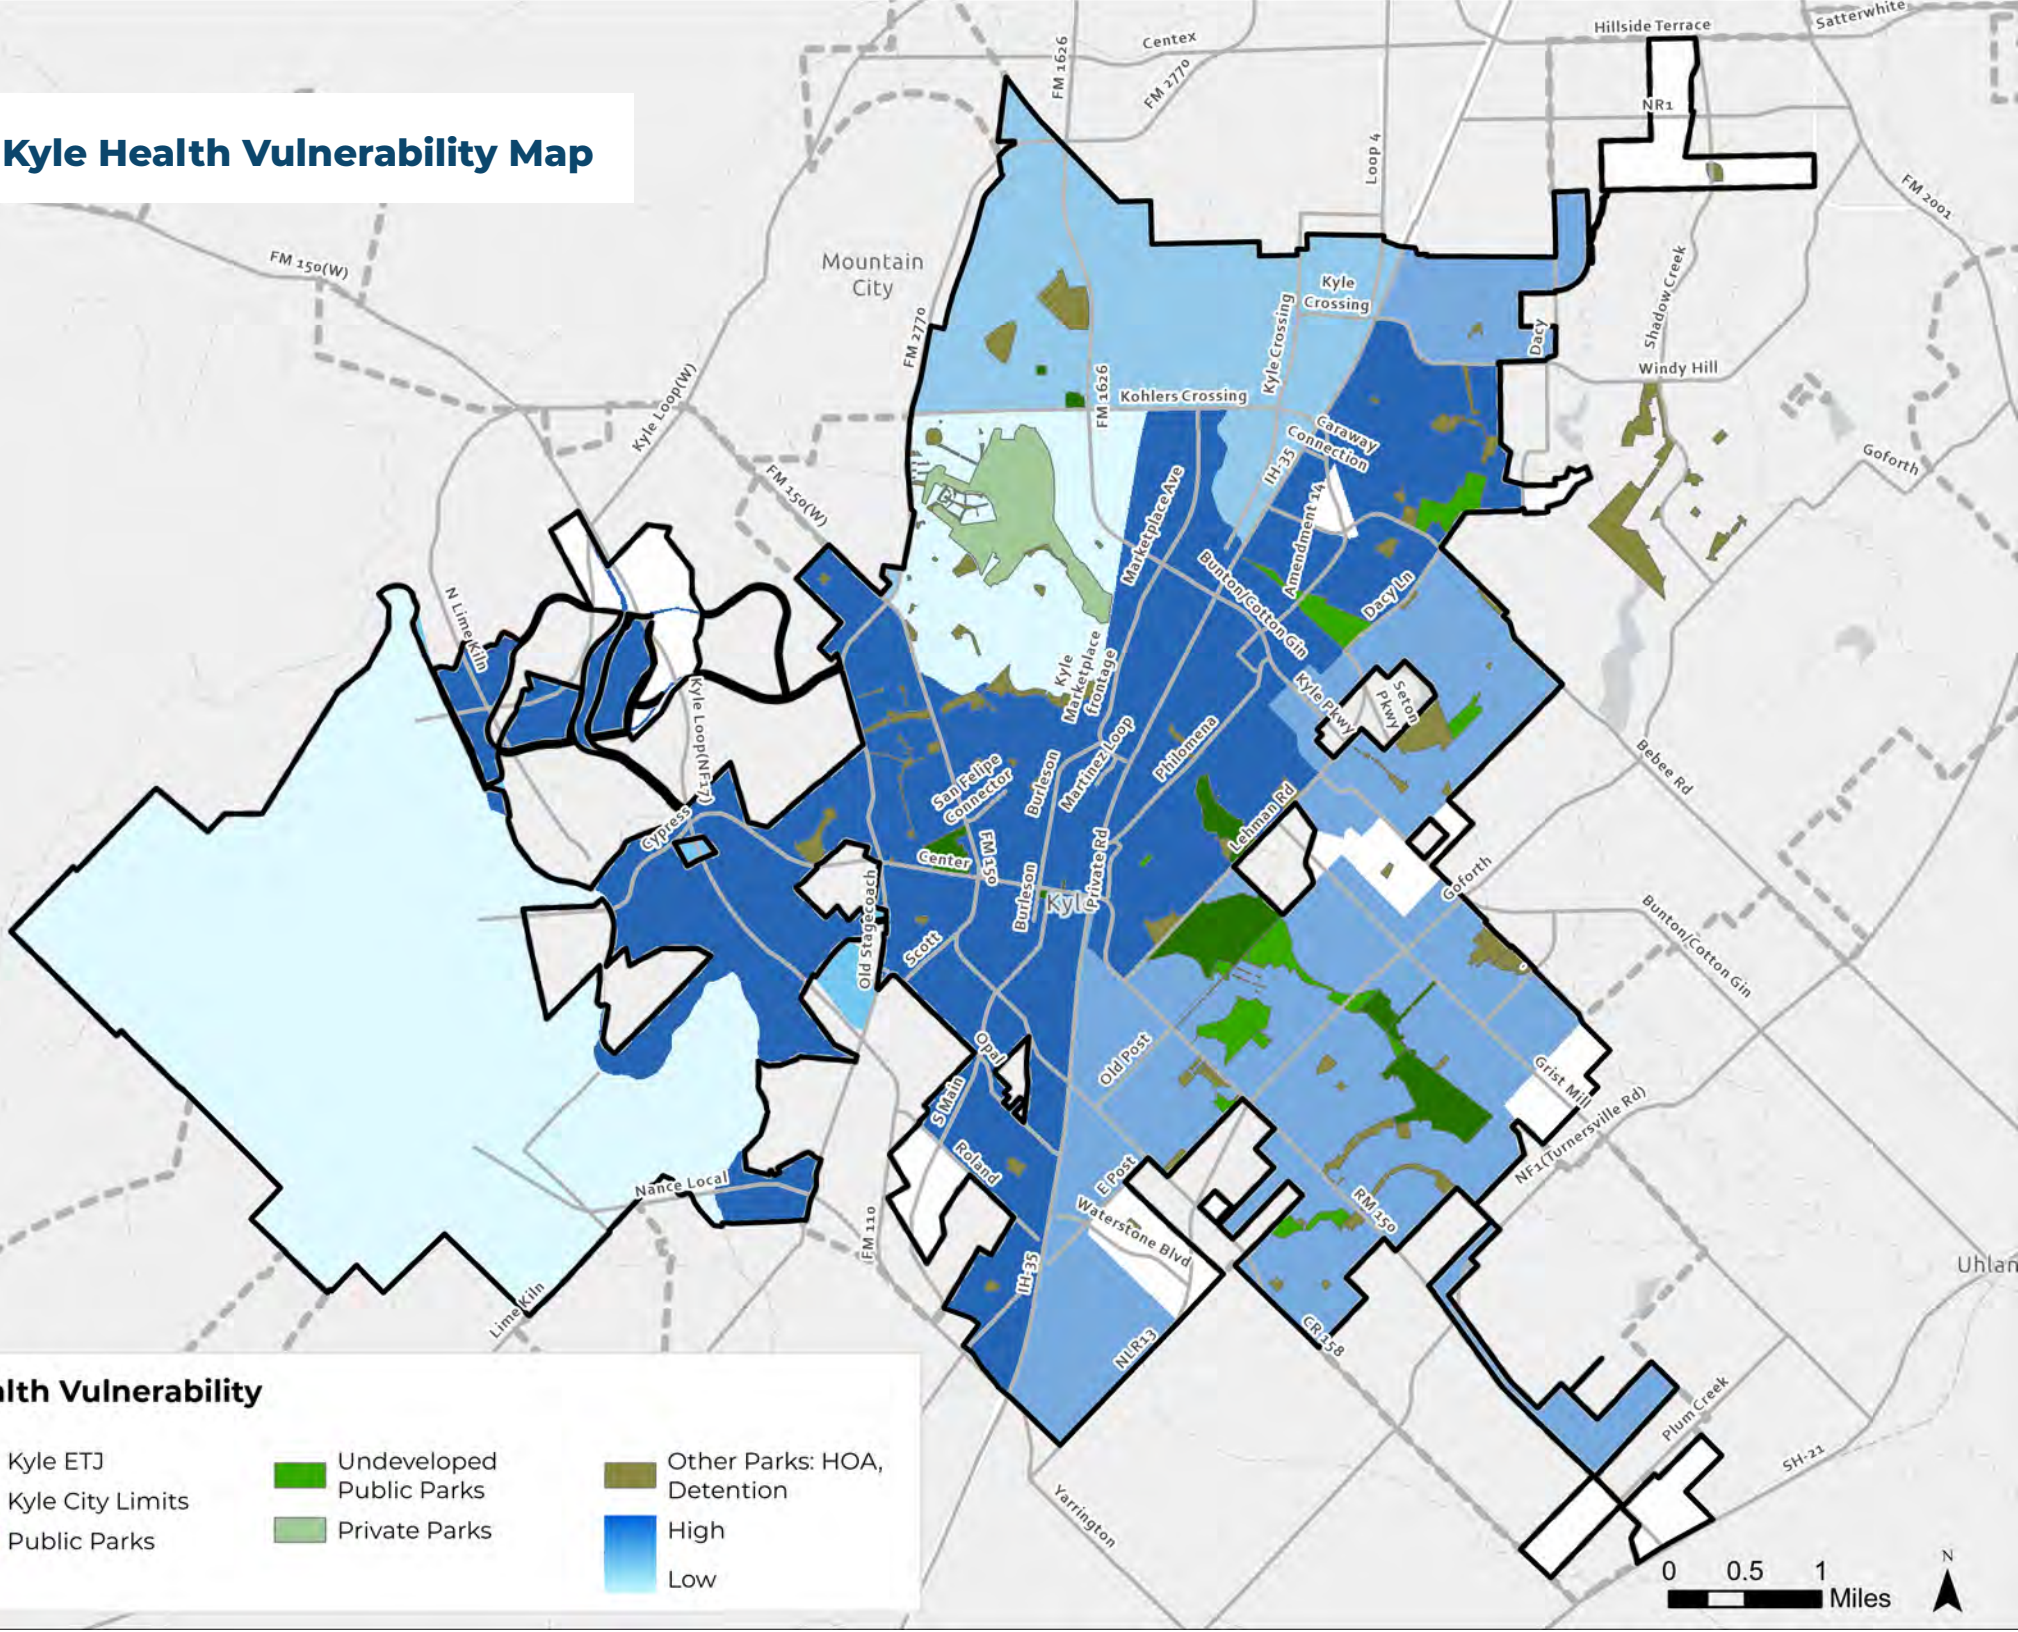 Kyle Health Vulnerability Map
Hillside Terrace
Satterwhite
Centex
FM 1626
FM 2770
Loop 4
NR1
FM 2001
FM 150(W)
Mountain
City
Kyle
Crossing
Kyle Crossing
Shadow Creek
Dacy
FM 2770
Windy Hill
Kyle Loop(W)
FM 1626
Kohlers Crossing
Caraway
Connection
Goforth
IH-35
FM 150(W)
Marketplace Ave
Amendment 14
Bunton/Cotton Gin
Dacy Ln
N Lime Kiln
Kyle
Marketplace
frontage
Kyle Pkwy
Seton
Pkwy
Kyle Loop(NF17)
Philomena
Martinez Loop
Burleson
San Felipe
Connector
Bebee Rd
Cypress
Lehman Rd
Center
FM 150
Private Rd
Burleson
Kyl
Goforth
Old Stagecoach
Scott
Bunton/Cotton Gin
Opal
Old Post
Grist Mill
NF1(Turnersville Rd)
S Main
Roland
E Post
Nance Local
RM 150
Waterstone Blvd
FM 110
IH-35
Uhlan
Lime Kiln
NLR13
CR 158
Plum Creek
SH-21
Yarrington
lth Vulnerability
Kyle ETJ
Kyle City Limits
Public Parks
Undeveloped
Public Parks
Private Parks
Other Parks: HOA,
Detention
High
Low
0 0.5 1
Miles
N